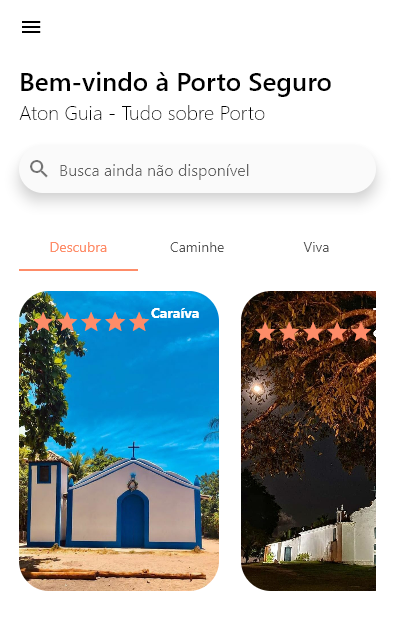 Bem-vindo à Porto Seguro
Aton Guia - Tudo sobre Porto
Busca ainda não disponível
Descubra
Caminhe
Viva
Caraíva